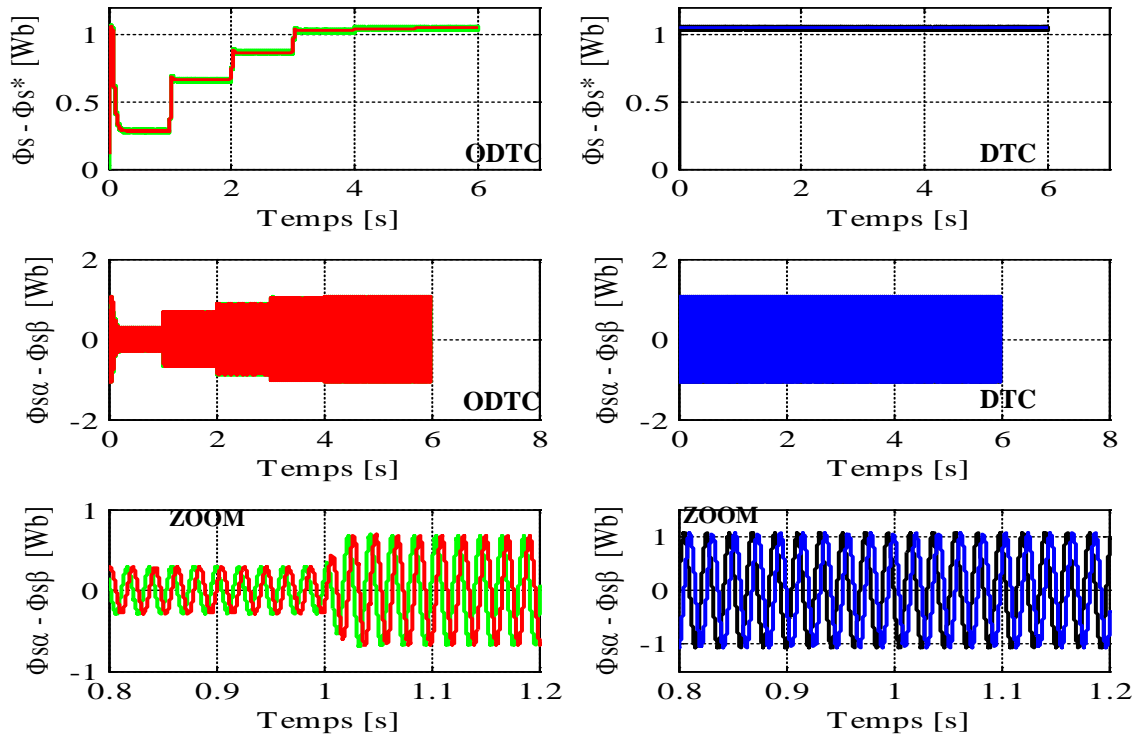 Φs - Φs* [Wb]
1
0.5
0
ODTC
0 2 4 6
Temps [s]
Φs - Φs* [Wb]
1
0.5
0
DTC
0 2 4 6
Temps [s]
Φsα - Φsβ [Wb]
2
0
-2
ODTC
0 2 4 6 8
Temps [s]
Φsα - Φsβ [Wb]
2
0
-2
DTC
0 2 4 6 8
Temps [s]
Φsα - Φsβ [Wb]
ZOOM
1
0
-1
0.8 0.9 1 1.1 1.2
Temps [s]
Φsα - Φsβ [Wb]
ZOOM
1
0
-1
0.8 0.9 1 1.1 1.2
Temps [s]